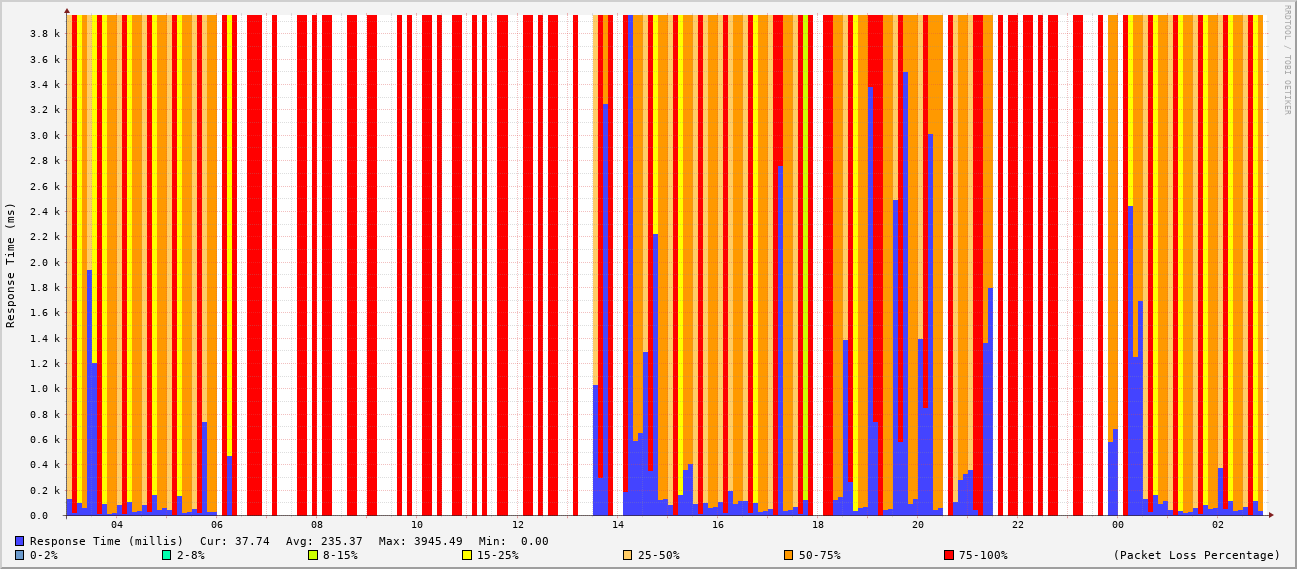 3.8 k
3.6 k
3.4 k
3.2 k
3.0 k
2.8 k
2.6 k
2.4 k
2.2 k
2.0 k
1.8 k
1.6 k
1.4 k
1.2 k
1.0 k
0.8 k
0.6 k
0.4 k
0.2 k
0.0
Response Time (ms)
RRDTOOL / TOBI OETIKER
04 06 08 10 12 14 16 18 20 22 00 02
Response Time (millis) Cur: 37.74 Avg: 235.37 Max: 3945.49 Min: 0.00
0-2% 2-8% 8-15% 15-25% 25-50% 50-75% 75-100% (Packet Loss Percentage)